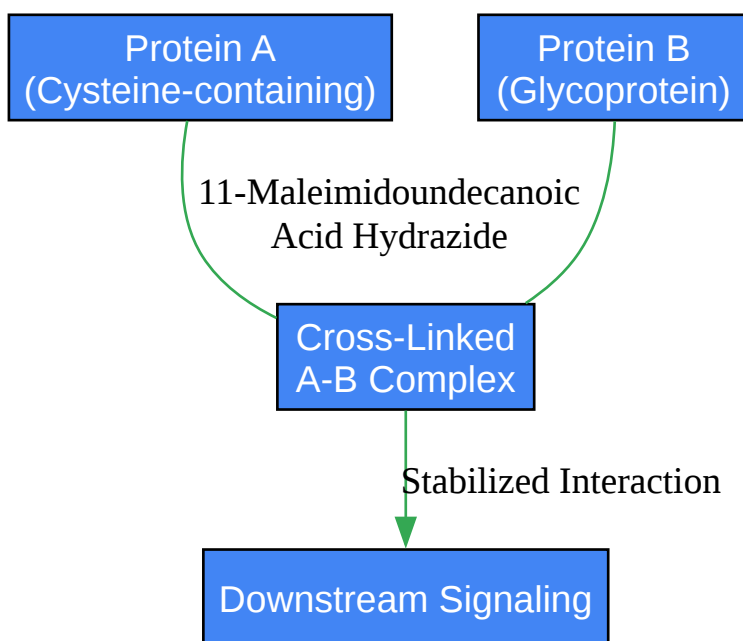 Protein A
(Cysteine-containing)
Protein B
(Glycoprotein)
11-Maleimidoundecanoic
Acid Hydrazide
Cross-Linked
A-B Complex
Stabilized Interaction
Downstream Signaling